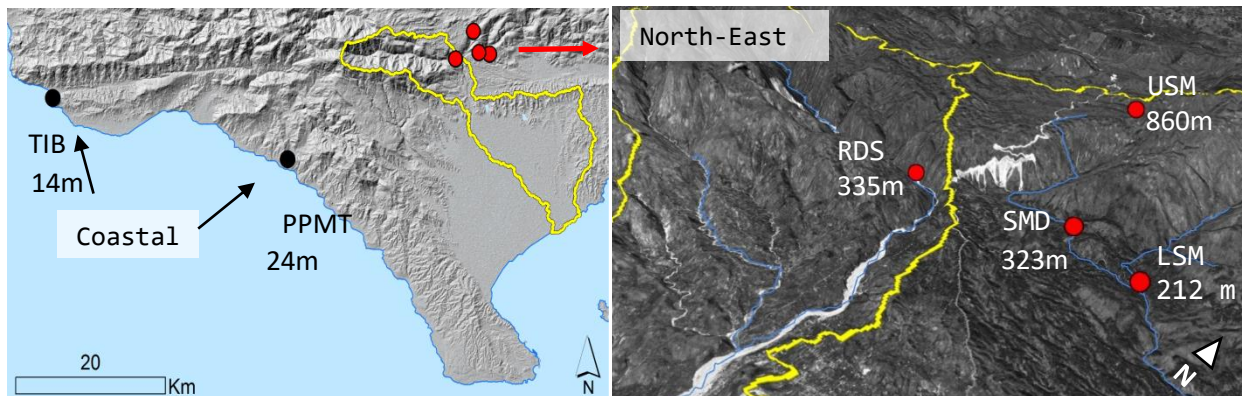 TIB
14m
Coastal
PPMT
24m
20
Km
N
North-East
USM
860m
RDS
335m
SMD
323m
LSM
212 m
N